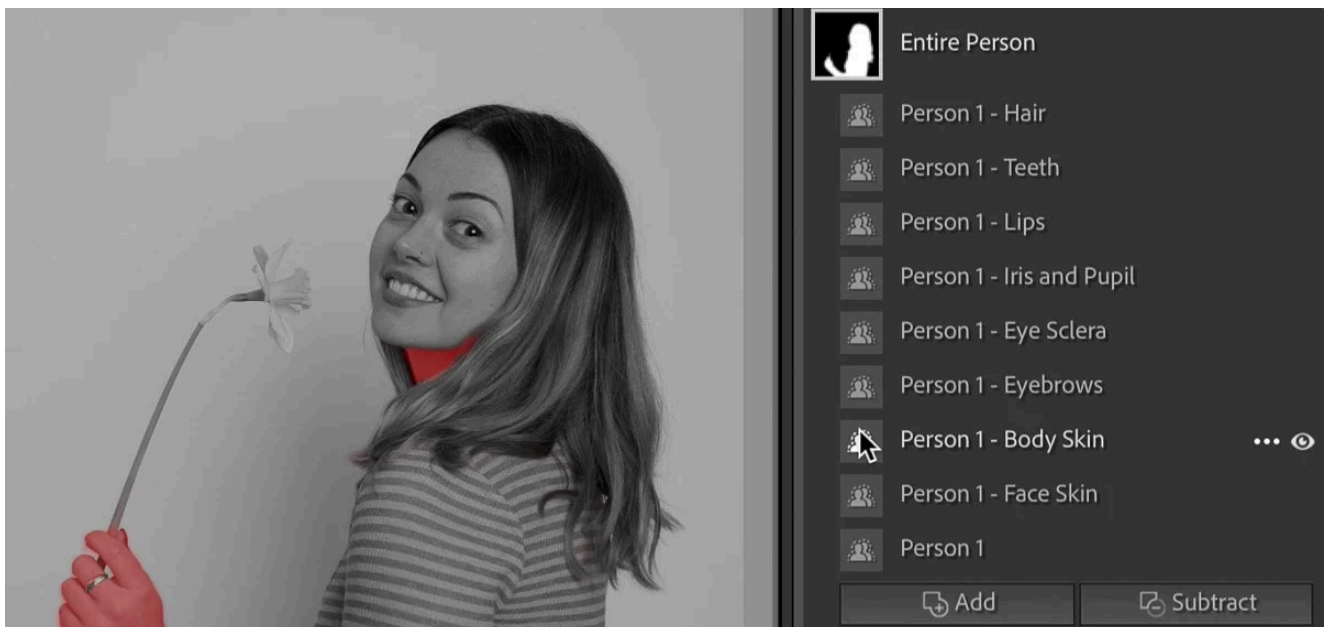 Entire Person
Person 1 - Hair
Person 1 - Teeth
Person 1 - Lips
Person 1 - Iris and Pupil
Person 1 - Eye Sclera
Person 1 - Eyebrows
Person 1 - Body Skin
Person 1 - Face Skin
Person 1
Add
Subtract